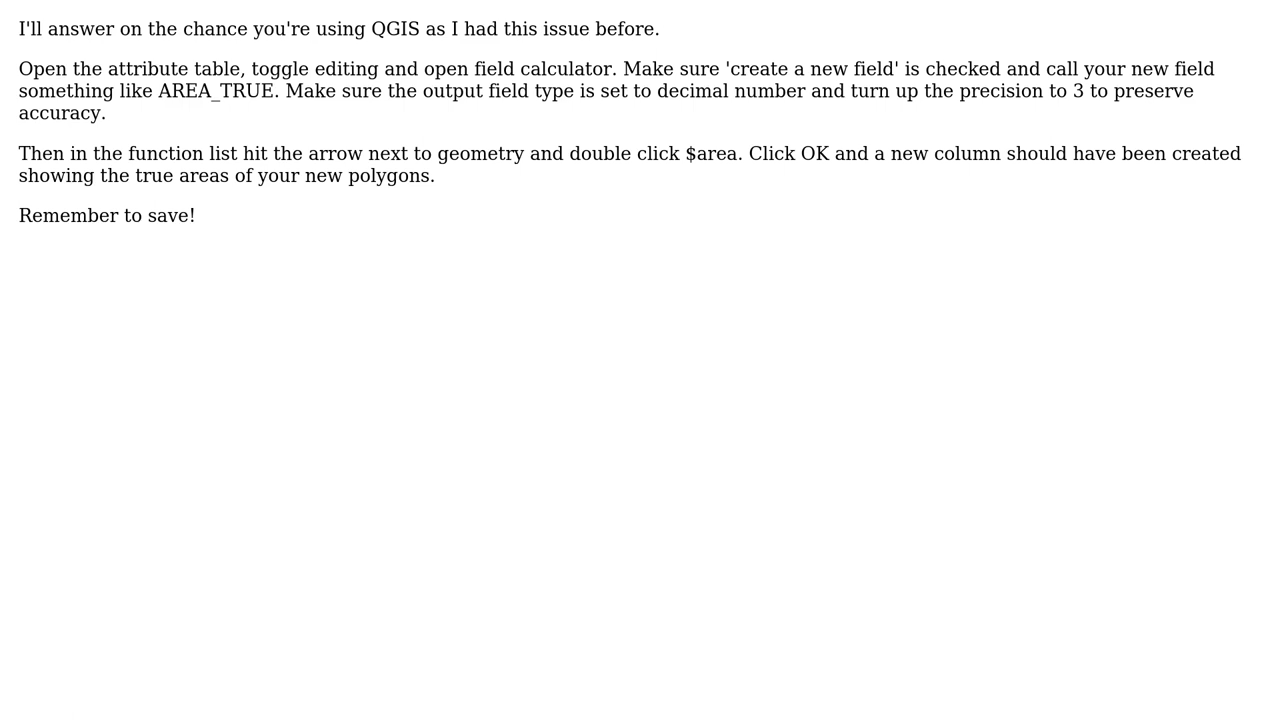 I'll answer on the chance you're using QGIS as I had this issue before.
Open the attribute table, toggle editing and open field calculator. Make sure 'create a new field' is checked and call your new field
something like AREA_TRUE. Make sure the output field type is set to decimal number and turn up the precision to 3 to preserve
accuracy.
Then in the function list hit the arrow next to geometry and double click $area. Click OK and a new column should have been created
showing the true areas of your new polygons.
Remember to save!